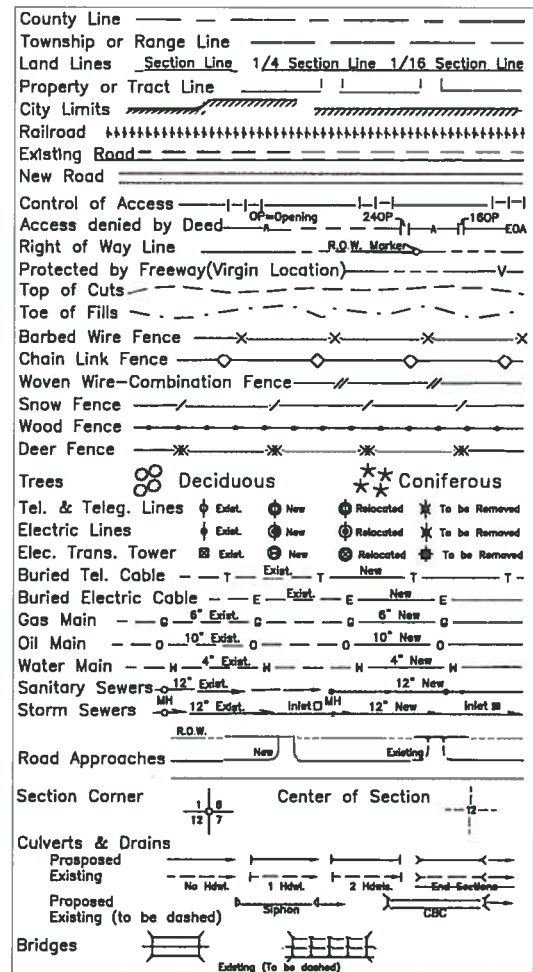 County Line
Township or Range Line
Land Lines Section Line 1/4 Section Line 1/16 Section Line
Property or Tract Line
City Limits
Railroad
Existing Road
New Road
Control of Access
OP=Opening 24OP 16OP
Access denied by Deed A A EOA
Right of Way Line R.O.W. Marker
Protected by Freeway(Virgin Location) V
Top of Cuts
Toe of Fills
Barbed Wire Fence
Chain Link Fence
Woven Wire-Combination Fence
Snow Fence
Wood Fence
Deer Fence
Trees Deciduous Coniferous
Tel. & Teleg. Lines Exist. New Relocated To be Removed
Electric Lines Exist. New Relocated To be Removed
Elec. Trans. Tower Exist. New Relocated To be Removed
Buried Tel. Cable T Exist. T New T T
Buried Electric Cable E Exist. E New E
Gas Main G 6" Exist. G G 6" New G
Oil Main O 10" Exist. O O 10" New O
Water Main H 4" Exist. H H 4" New H
Sanitary Sewers 12" Exist. 12" New
MH MH
Storm Sewers 12" Exist. Inlet 12" New Inlet
R.O.W.
Road Approaches New Existing
Section Corner 1 6 Center of Section 12
12 7
Culverts & Drains
Prosposed
Existing
No Hdwl. 1 Hdwl. 2 Hdwls. End Sections
Proposed
Siphon CBC
Existing (to be dashed)
Bridges
Existing (To be dashed)